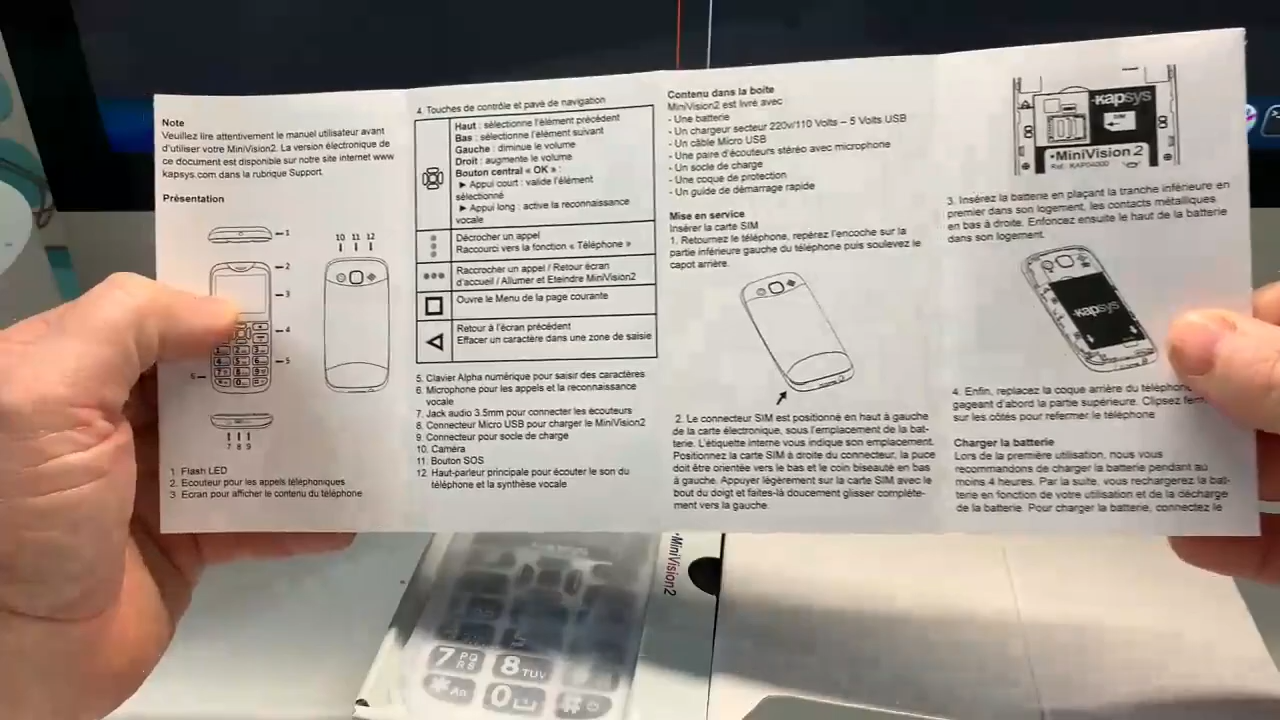 Note
Veuillez lire attentivement le manuel utilisateur avant
d'utiliser votre MiniVision2. La version électronique de
ce document est disponible sur notre site internet www
kapsys.com dans la rubrique Support.
Présentation
1
2
3
4
5
6
10 11 12
7 8 9
1. Flash LED
2. Ecouteur pour les appels téléphoniques
3. Ecran pour afficher le contenu du téléphone
4. Touches de contrôle et pavé de navigation
Haut : sélectionne l'élément précédent
Bas : sélectionne l'élément suivant
Gauche : diminue le volume
Droit : augmente le volume
Bouton central « OK » :
► Appui court : valide l'élément
sélectionné
► Appui long : active la reconnaissance
vocale
Décrocher un appel
Raccourci vers la fonction « Téléphone »
Raccrocher un appel / Retour écran
d'accueil / Allumer et Eteindre MiniVision2
Ouvre le Menu de la page courante
Retour à l'écran précédent
Effacer un caractère dans une zone de saisie
5. Clavier Alpha numérique pour saisir des caractères
6. Microphone pour les appels et la reconnaissance
vocale
7. Jack audio 3.5mm pour connecter les écouteurs
8. Connecteur Micro USB pour charger le MiniVision2
9. Connecteur pour socle de charge
10. Caméra
11. Bouton SOS
12. Haut-parleur principale pour écouter le son du
téléphone et la synthèse vocale
Contenu dans la boite
MiniVision2 est livré avec
- Une batterie
- Un chargeur secteur 220v/110 Volts – 5 Volts USB
- Un câble Micro USB
- Une paire d'écouteurs stéréo avec microphone
- Un socle de charge
- Une coque de protection
- Un guide de démarrage rapide
Mise en service
Insérer la carte SIM
1. Retournez le téléphone, repérez l'encoche sur la
partie inférieure gauche du téléphone puis soulevez le
capot arrière.
2. Le connecteur SIM est positionné en haut à gauche
de la carte électronique, sous l'emplacement de la bat-
terie. L'étiquette interne vous indique son emplacement.
Positionnez la carte SIM à droite du connecteur, la puce
doit être orientée vers le bas et le coin biseauté en bas
à gauche. Appuyer légèrement sur la carte SIM avec le
bout du doigt et faites-là doucement glisser complète-
ment vers la gauche.
kapsys
SIM
MiniVision2
Ref: KAP04000
3. Insérez la batterie en plaçant la tranche inférieure en
premier dans son logement, les contacts métalliques
en bas à droite. Enfoncez ensuite le haut de la batterie
dans son logement.
kapsys
4. Enfin, replacez la coque arrière du téléphone
gageant d'abord la partie supérieure. Clipsez
sur les côtés pour refermer le téléphone
Charger la batterie
Lors de la première utilisation, nous vous
recommandons de charger la batterie pendant au
moins 4 heures. Par la suite, vous rechargerez la bat-
terie en fonction de votre utilisation et de la décharge
de la batterie. Pour charger la batterie, connectez le
MiniVision2
7 PQ RS 8 TUV
* An 0 #